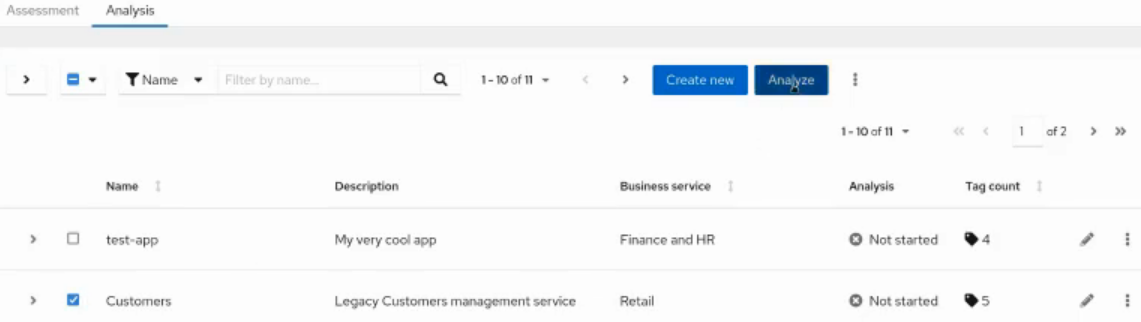 Assessment Analysis
Name Filter by name... 1 - 10 of 11 Create new Analyze
1 - 10 of 11 1 of 2
Name Description Business service Analysis Tag count
test-app My very cool app Finance and HR Not started 4
Customers Legacy Customers management service Retail Not started 5